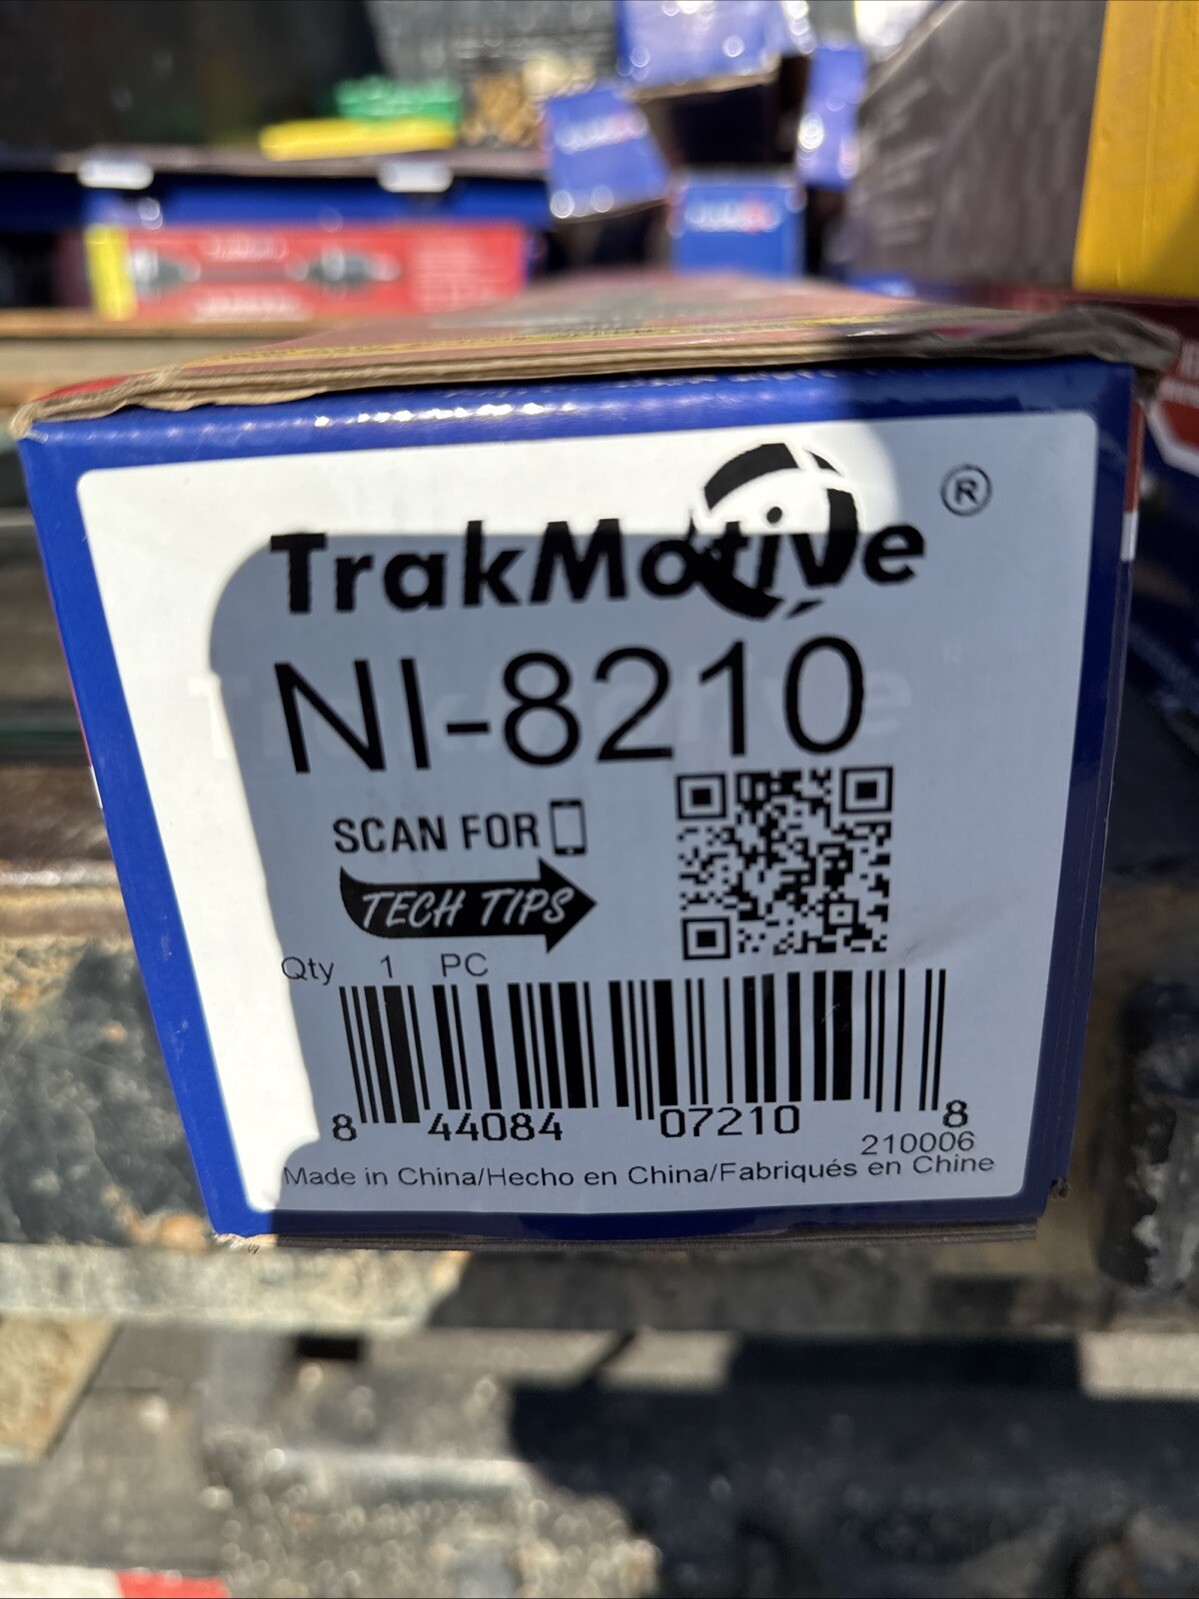 TrakMotive ®
NI-8210
SCAN FOR
TECH TIPS
Qty 1 PC
8 44084 07210 8
210006
Made in China/Hecho en China/Fabriqués en Chine